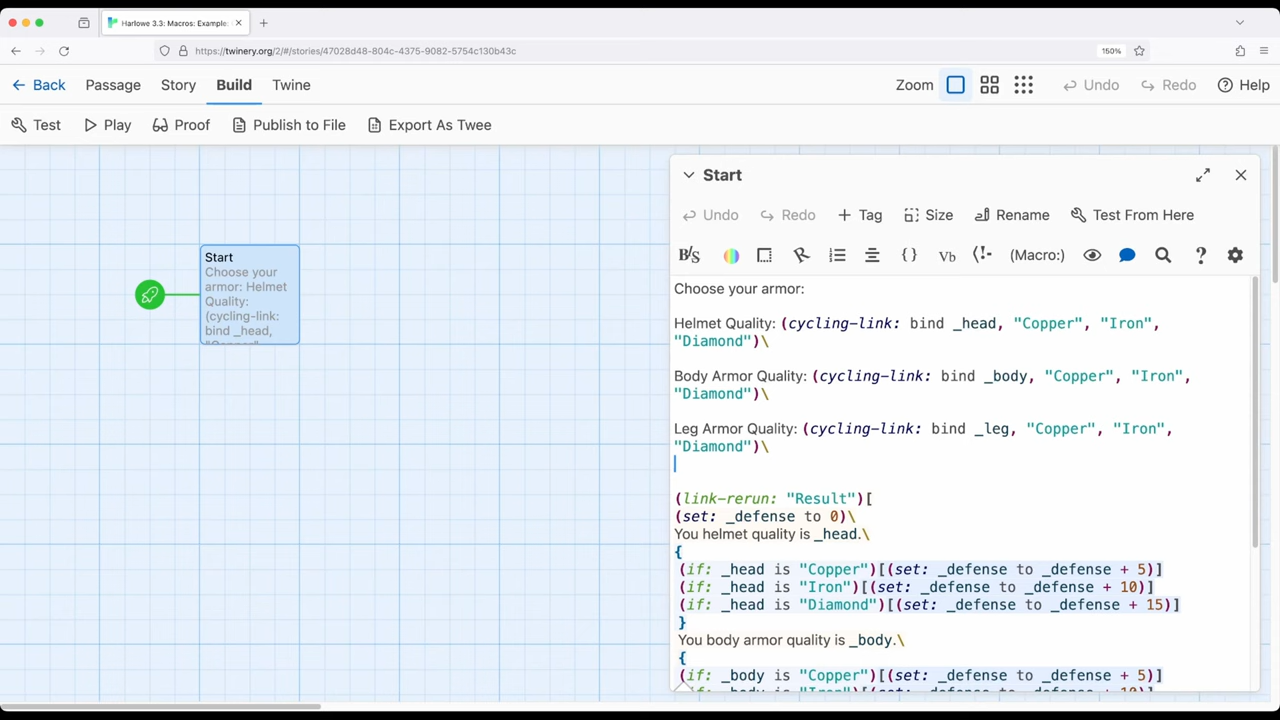 Harlowe 3.3: Macros: Example:
https://twinery.org/2/#/stories/47028d48-804c-4375-9082-5754c130b43c
150%
Back Passage Story Build Twine Zoom Undo Redo Help
Test Play Proof Publish to File Export As Twee
Start
Choose your
armor: Helmet
Quality:
(cycling-link:
bind _head,
Start
Undo Redo + Tag Size Rename Test From Here
B/S {} Vb (Macro:) ?
Choose your armor:
Helmet Quality: (cycling-link: bind _head, "Copper", "Iron",
"Diamond")\
Body Armor Quality: (cycling-link: bind _body, "Copper", "Iron",
"Diamond")\
Leg Armor Quality: (cycling-link: bind _leg, "Copper", "Iron",
"Diamond")\
(link-rerun: "Result")[
(set: _defense to 0)\
You helmet quality is _head.\
{
(if: _head is "Copper")[(set: _defense to _defense + 5)]
(if: _head is "Iron")[(set: _defense to _defense + 10)]
(if: _head is "Diamond")[(set: _defense to _defense + 15)]
}
You body armor quality is _body.\
{
(if: _body is "Copper")[(set: _defense to _defense + 5)]